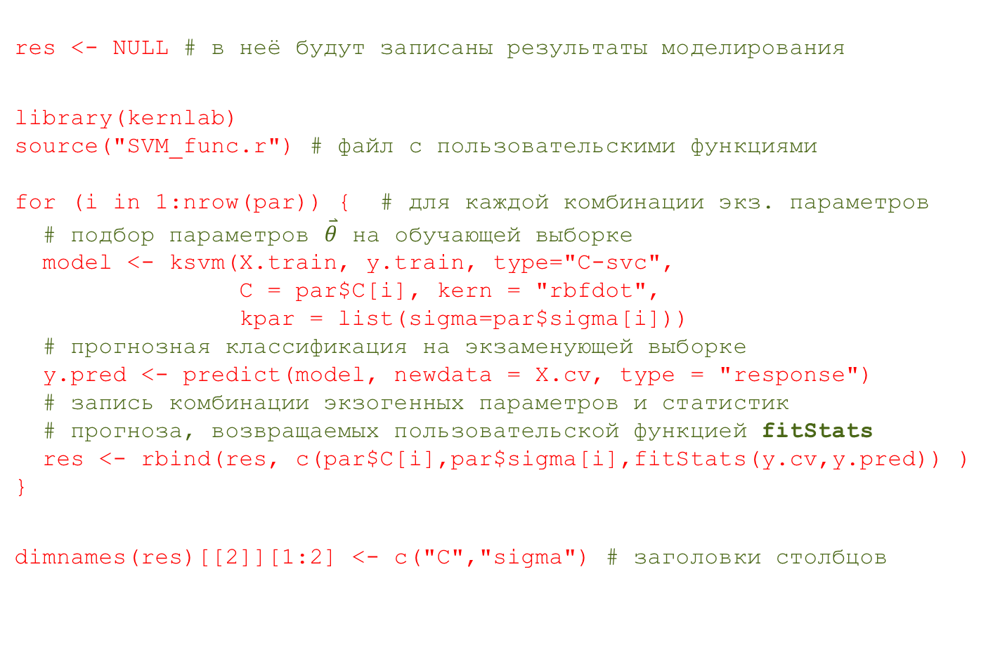 res <- NULL # в неё будут записаны результаты моделирования
library(kernlab)
source("SVM_func.r") # файл с пользовательскими функциями
for (i in 1:nrow(par)) {  # для каждой комбинации экз. параметров
  # подбор параметров θ⃗ на обучающей выборке
  model <- ksvm(X.train, y.train, type="C-svc",
                C = par$C[i], kern = "rbfdot",
                kpar = list(sigma=par$sigma[i]))
  # прогнозная классификация на экзаменующей выборке
  y.pred <- predict(model, newdata = X.cv, type = "response")
  # запись комбинации экзогенных параметров и статистик
  # прогноза, возвращаемых пользовательской функцией fitStats
  res <- rbind(res, c(par$C[i],par$sigma[i],fitStats(y.cv,y.pred)) )
}
dimnames(res)[[2]][1:2] <- c("C","sigma") # заголовки столбцов